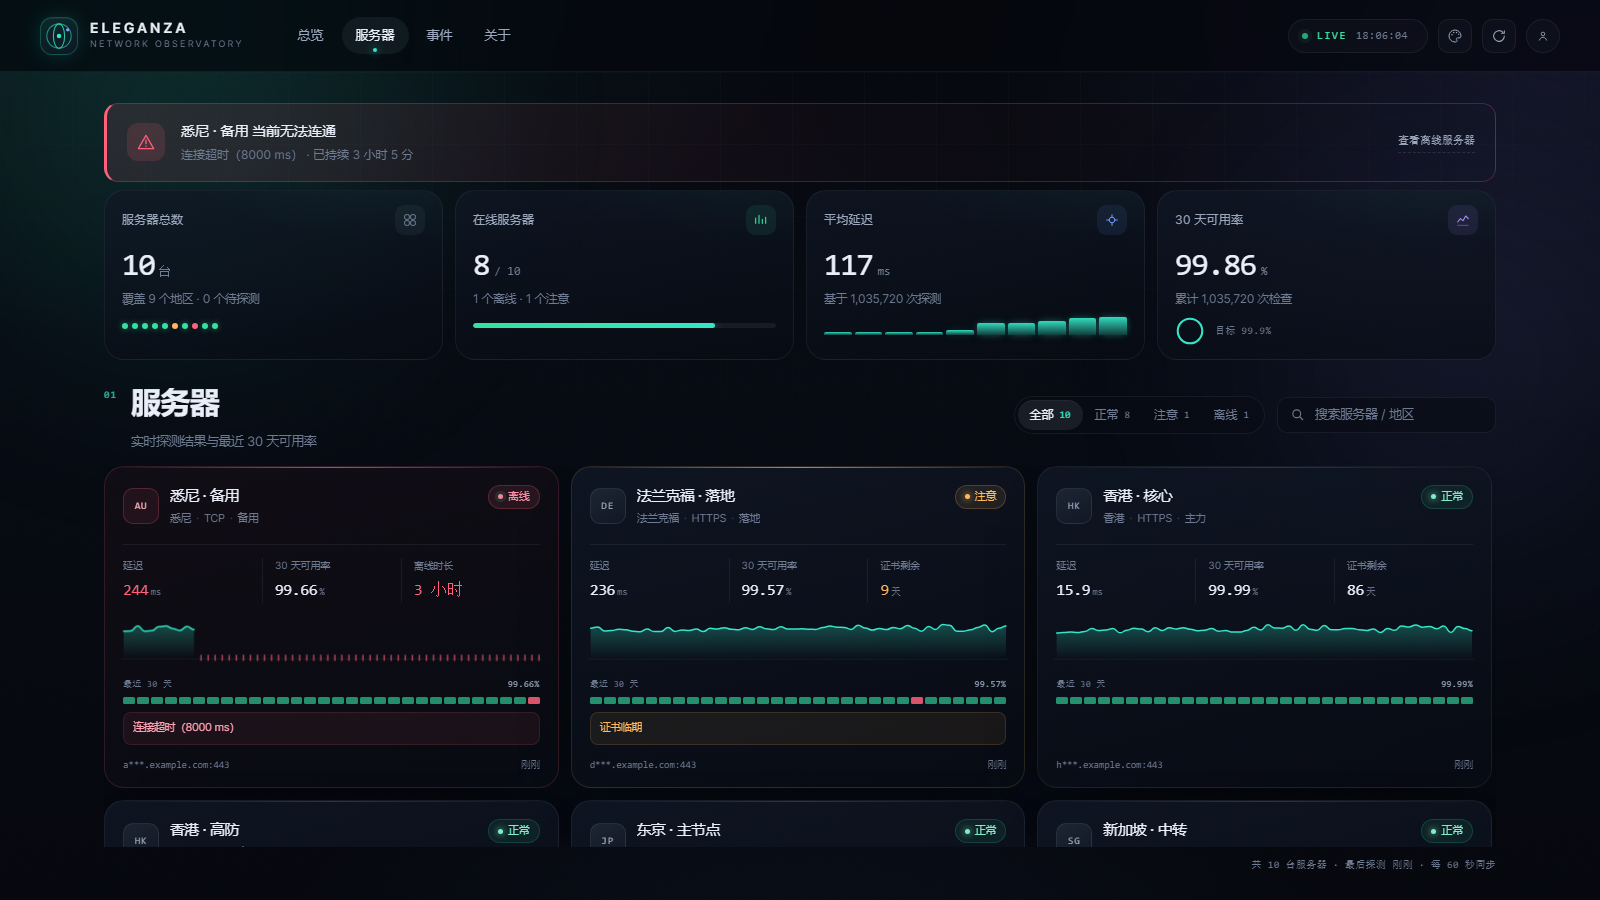 ELEGANZA
NETWORK OBSERVATORY
总览
服务器
事件
关于
LIVE 18:06:04
悉尼 · 备用 当前无法连通
连接超时（8000 ms） · 已持续 3 小时 5 分
查看离线服务器
服务器总数
10 台
覆盖 9 个地区 · 0 个待探测
在线服务器
8 / 10
1 个离线 · 1 个注意
平均延迟
117 ms
基于 1,035,720 次探测
30 天可用率
99.86 %
累计 1,035,720 次检查
目标 99.9%
01
服务器
实时探测结果与最近 30 天可用率
全部 10
正常 8
注意 1
离线 1
搜索服务器 / 地区
AU
悉尼 · 备用
悉尼 · TCP · 备用
离线
延迟
244 ms
30 天可用率
99.66 %
离线时长
3 小时
最近 30 天
99.66%
连接超时（8000 ms）
a***.example.com:443
刚刚
DE
法兰克福 · 落地
法兰克福 · HTTPS · 落地
注意
延迟
236 ms
30 天可用率
99.57 %
证书剩余
9 天
最近 30 天
99.57%
证书临期
d***.example.com:443
刚刚
HK
香港 · 核心
香港 · HTTPS · 主力
正常
延迟
15.9 ms
30 天可用率
99.99 %
证书剩余
86 天
最近 30 天
99.99%
h***.example.com:443
刚刚
HK
香港 · 高防
正常
JP
东京 · 主节点
正常
SG
新加坡 · 中转
正常
共 10 台服务器 · 最后探测 刚刚 · 每 60 秒同步